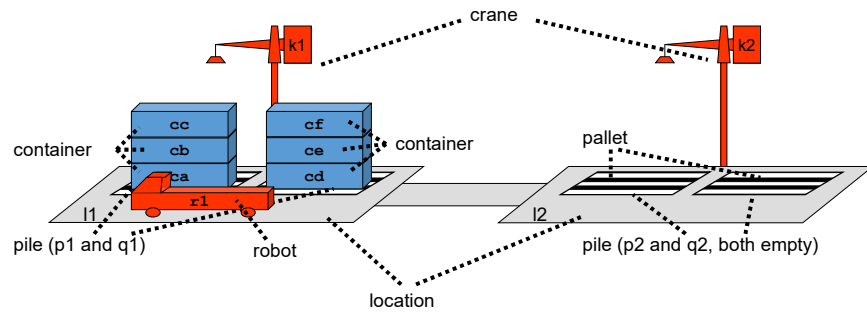 crane
k1
k2
cc
cf
container
cb
ce
container
pallet
ca
cd
r1
l1
l2
pile (p1 and q1)
robot
pile (p2 and q2, both empty)
location